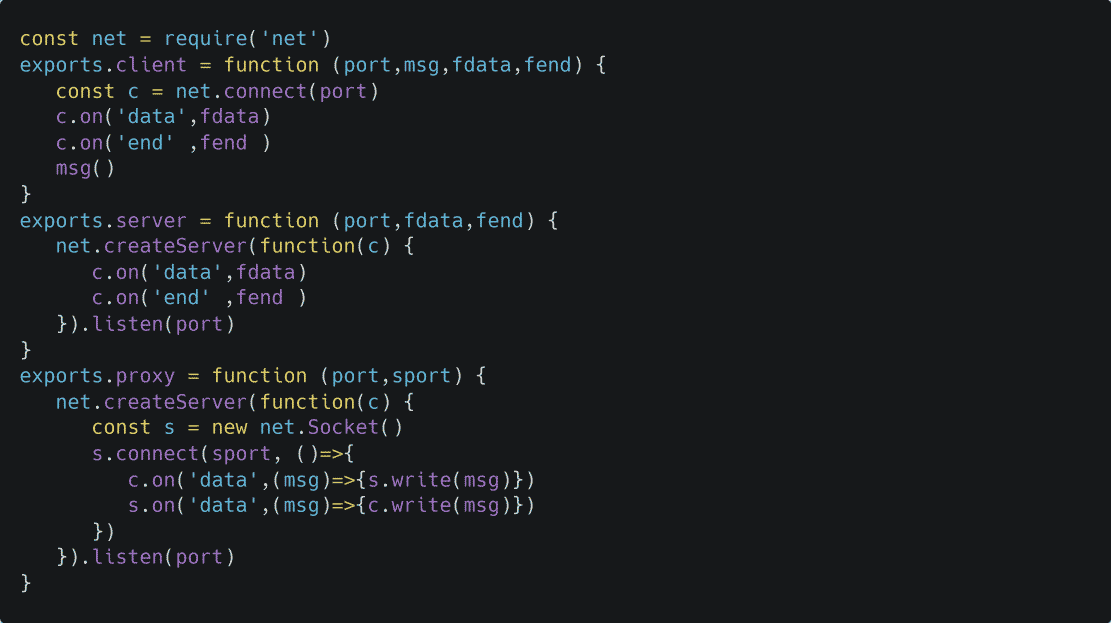 const net = require('net')
exports.client = function (port,msg,fdata,fend) {
   const c = net.connect(port)
   c.on('data',fdata)
   c.on('end' ,fend )
   msg()
}
exports.server = function (port,fdata,fend) {
   net.createServer(function(c) {
      c.on('data',fdata)
      c.on('end' ,fend )
   }).listen(port)
}
exports.proxy = function (port,sport) {
   net.createServer(function(c) {
      const s = new net.Socket()
      s.connect(sport, ()=>{
         c.on('data',(msg)=>{s.write(msg)})
         s.on('data',(msg)=>{c.write(msg)})
      })
   }).listen(port)
}